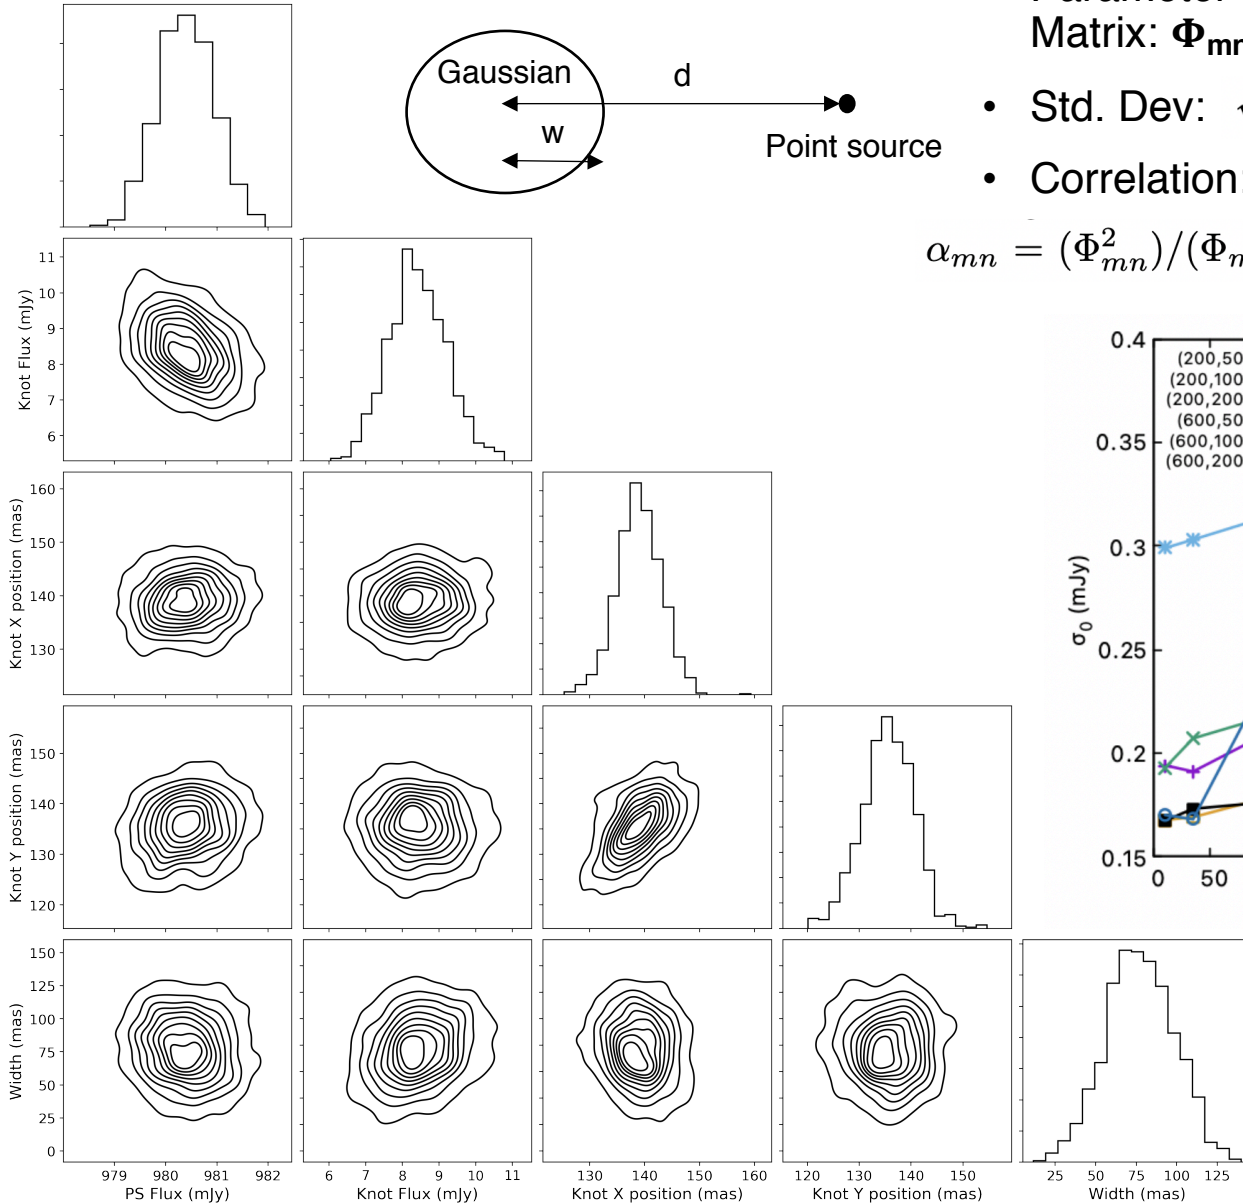 Matrix: Φmn
Gaussian
d
w
Point source
• Std. Dev:
• Correlation:
αmn = (Φ²mn)/(Φ
Knot Flux (mJy)
11
10
9
8
7
6
Knot X position (mas)
160
150
140
130
Knot Y position (mas)
150
140
130
120
Width (mas)
150
125
100
75
50
25
0
979 980 981 982
PS Flux (mJy)
6 7 8 9 10 11
Knot Flux (mJy)
130 140 150 160
Knot X position (mas)
120 130 140 150
Knot Y position (mas)
25 50 75 100 125
Width (mas)
σ0 (mJy)
0.4
0.35
0.3
0.25
0.2
0.15
0 50
(200,50
(200,100
(200,200
(600,50
(600,100
(600,200